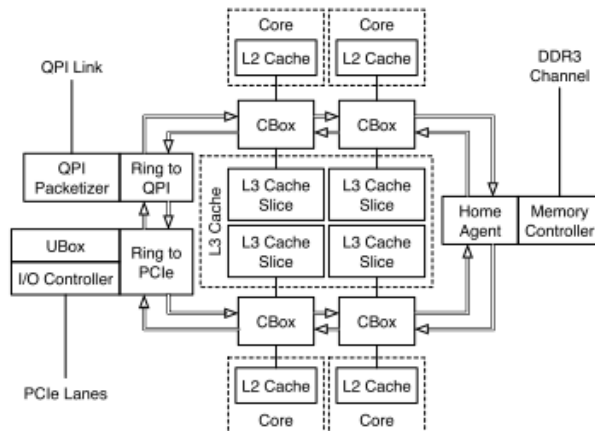 Core
Core
L2 Cache
L2 Cache
QPI Link
DDR3
Channel
CBox
CBox
QPI
Packetizer
Ring to
QPI
L3 Cache
L3 Cache
Slice
L3 Cache
Slice
Home
Agent
Memory
Controller
UBox
I/O Controller
Ring to
PCIe
L3 Cache
Slice
L3 Cache
Slice
CBox
CBox
PCIe Lanes
L2 Cache
L2 Cache
Core
Core